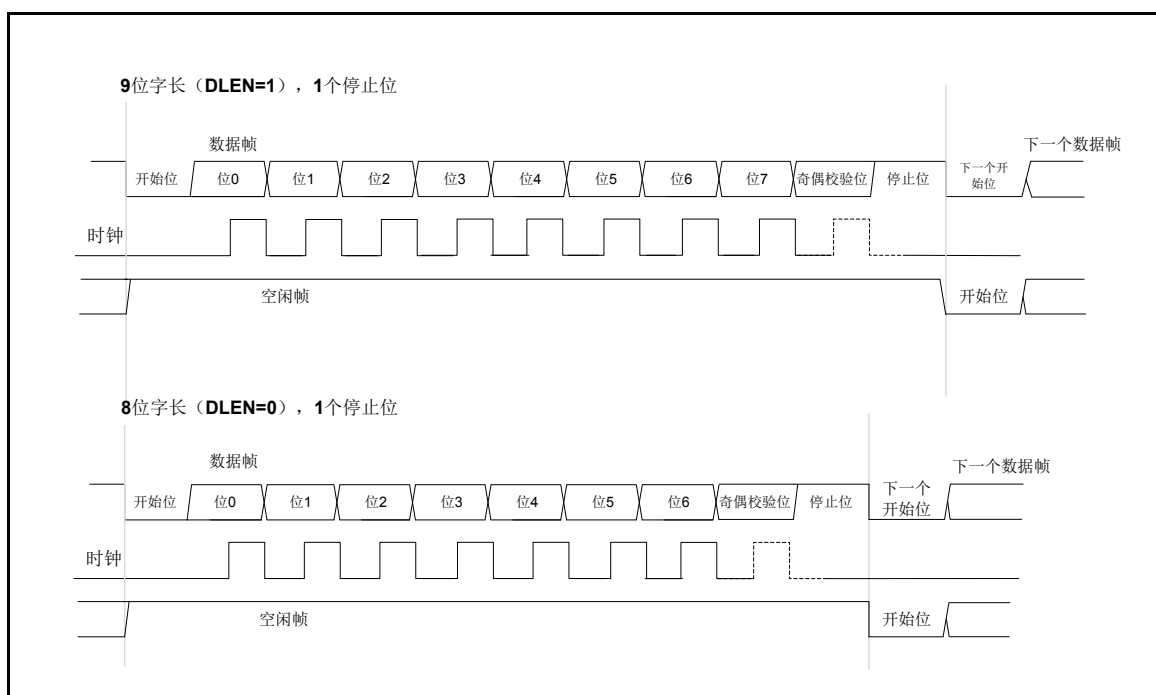 9位字长（DLEN=1），1个停止位
数据帧
下一个数据帧
开始位 位0 位1 位2 位3 位4 位5 位6 位7 奇偶校验位 停止位 下一个开
始位
时钟
空闲帧
开始位
8位字长（DLEN=0），1个停止位
数据帧
下一个数据帧
开始位 位0 位1 位2 位3 位4 位5 位6 奇偶校验位 停止位 下一个
开始位
时钟
空闲帧
开始位